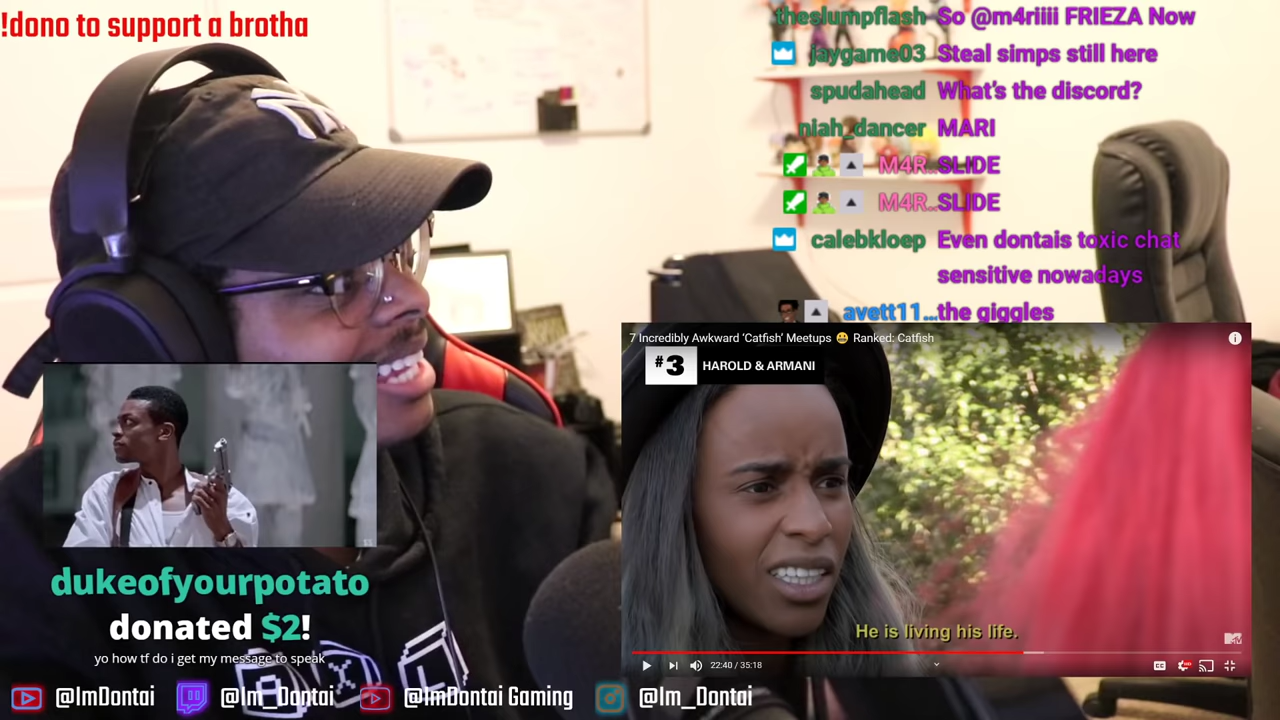 !dono to support a brotha
theslumpflash So @m4riiii FRIEZA Now
jaygame03 Steal simps still here
spudahead What's the discord?
niah_dancer MARI
M4R... SLIDE
M4R... SLIDE
calebkloep Even dontais toxic chat
sensitive nowadays
avett11... the giggles
7 Incredibly Awkward 'Catfish' Meetups 😬 Ranked: Catfish
#3 HAROLD & ARMANI
He is living his life.
22:40 / 35:18
dukeofyourpotato
donated $2!
yo how tf do i get my message to speak
@ImDontai @Im_Dontai @ImDontai Gaming @Im_Dontai